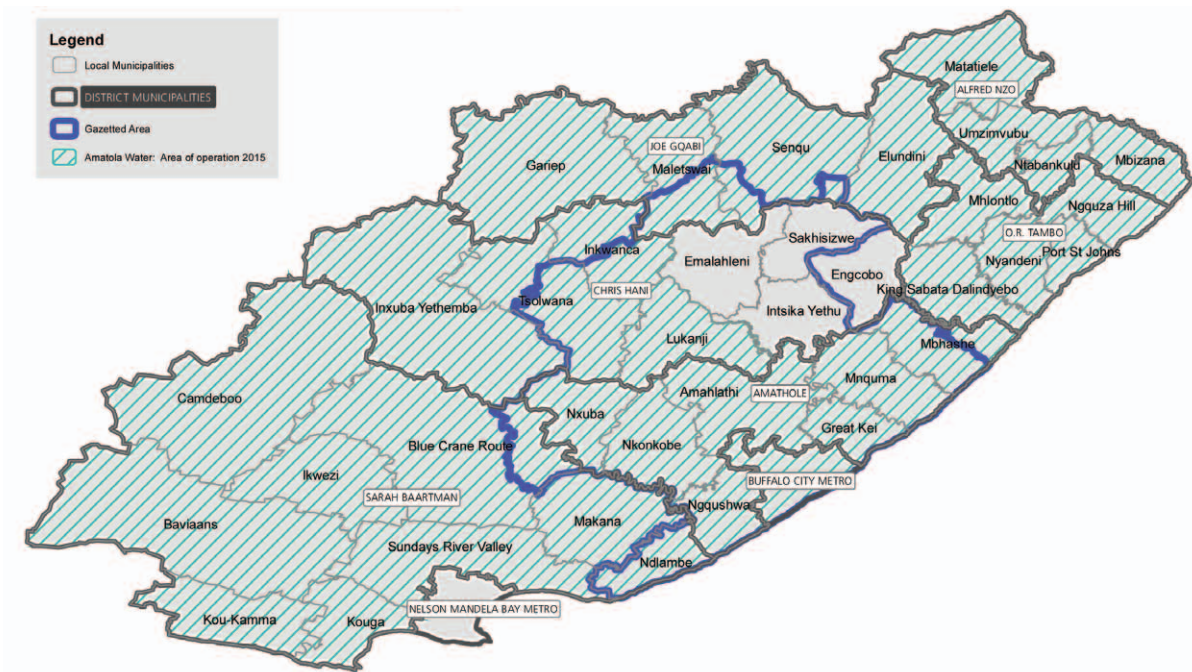 Legend
Local Municipalities
DISTRICT MUNICIPALITIES
Gazetted Area
Amatola Water: Area of operation 2015
Matatiele
ALFRED NZO
Umzimvubu
Ntabankulu
Mbizana
JOE GQABI
Senqu
Elundini
Gariep
Maletswai
Mhlontlo
Ngquza Hill
O.R. TAMBO
Nyandeni
Port St Johns
Inkwanca
Sakhisizwe
Emalahleni
Engcobo
King Sabata Dalindyebo
CHRIS HANI
Tsolwana
Inxuba Yethemba
Intsika Yethu
Lukanji
Mbhashe
Mnquma
Camdeboo
Amahlathi
AMATHOLE
Nxuba
Great Kei
Nkonkobe
Blue Crane Route
Ikwezi
BUFFALO CITY METRO
SARAH BAARTMAN
Ngqushwa
Baviaans
Makana
Sundays River Valley
Ndlambe
NELSON MANDELA BAY METRO
Kou-Kamma
Kouga